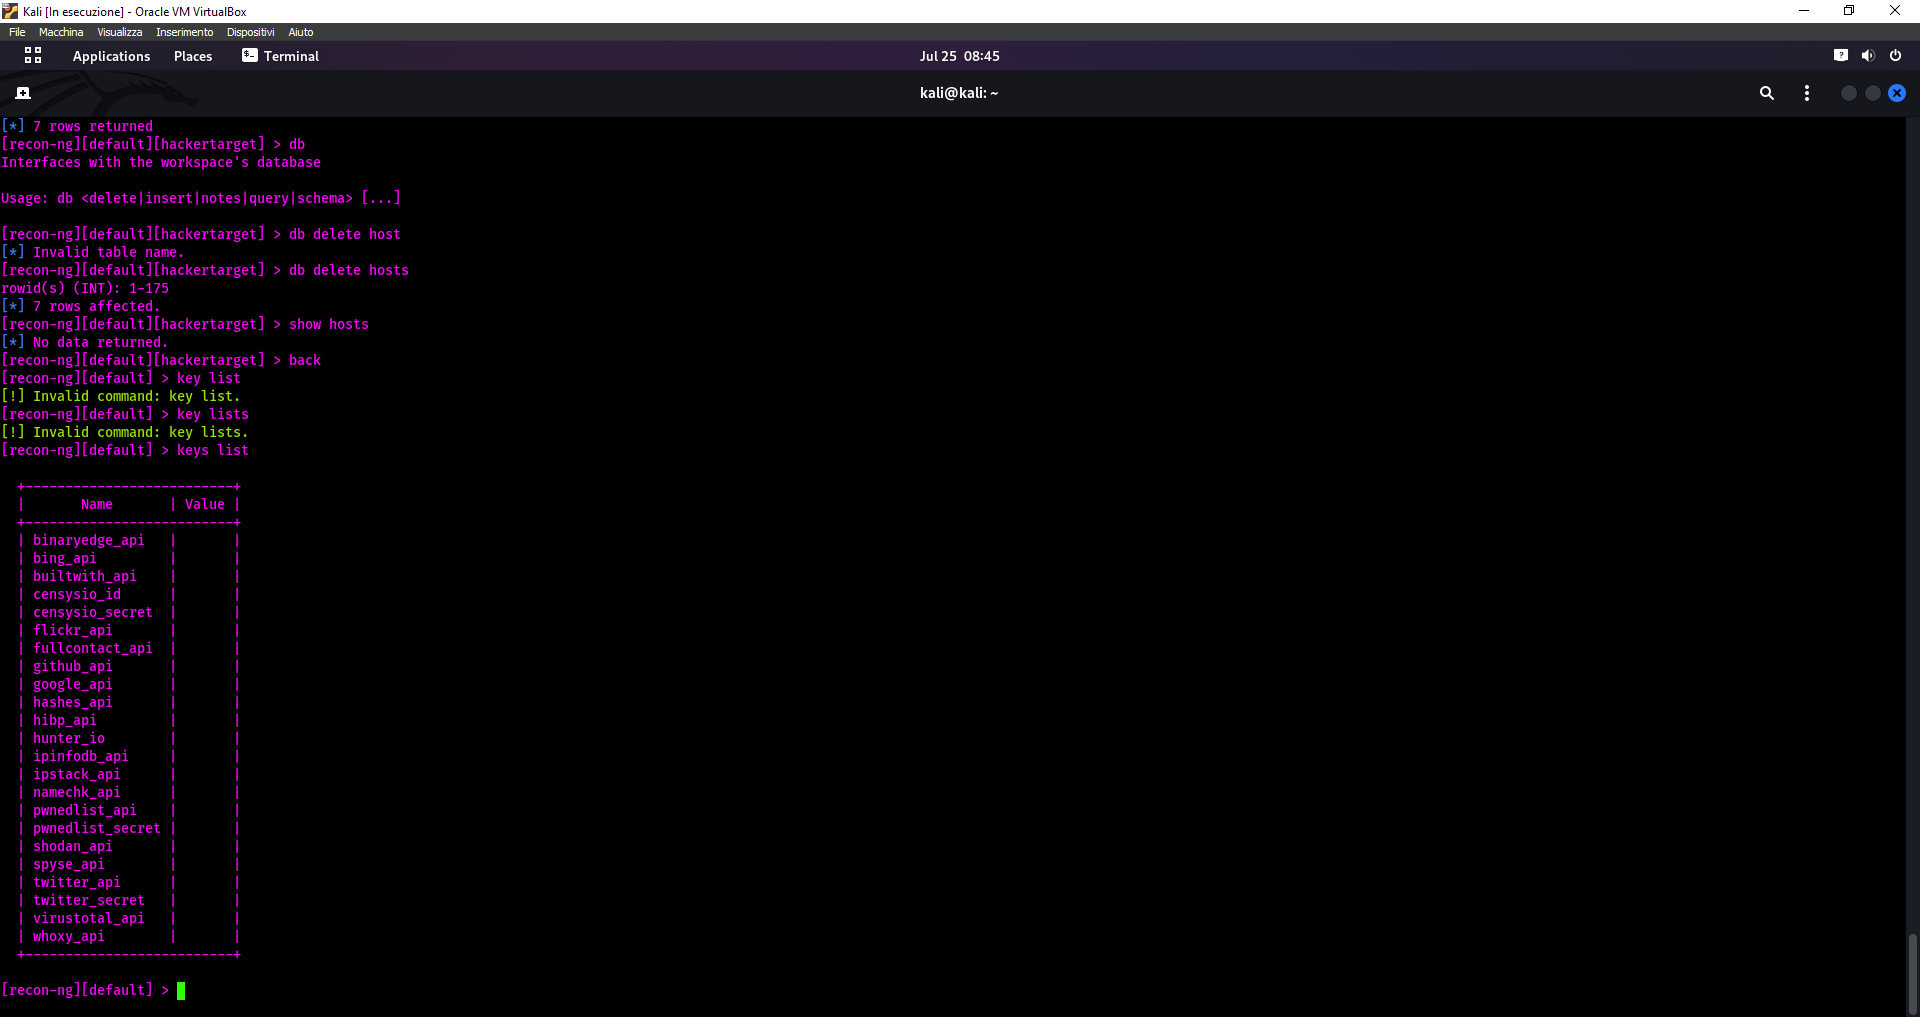 Kali [In esecuzione] - Oracle VM VirtualBox
File Macchina Visualizza Inserimento Dispositivi Aiuto
Applications Places Terminal Jul 25 08:45
kali@kali: ~
[*] 7 rows returned
[recon-ng][default][hackertarget] > db
Interfaces with the workspace's database
Usage: db <delete|insert|notes|query|schema> [...]
[recon-ng][default][hackertarget] > db delete host
[*] Invalid table name.
[recon-ng][default][hackertarget] > db delete hosts
rowid(s) (INT): 1-175
[*] 7 rows affected.
[recon-ng][default][hackertarget] > show hosts
[*] No data returned.
[recon-ng][default][hackertarget] > back
[recon-ng][default] > key list
[!] Invalid command: key list.
[recon-ng][default] > key lists
[!] Invalid command: key lists.
[recon-ng][default] > keys list
+--------------------------+
| Name | Value |
+--------------------------+
| binaryedge_api | |
| bing_api | |
| builtwith_api | |
| censysio_id | |
| censysio_secret | |
| flickr_api | |
| fullcontact_api | |
| github_api | |
| google_api | |
| hashes_api | |
| hibp_api | |
| hunter_io | |
| ipinfodb_api | |
| ipstack_api | |
| namechk_api | |
| pwnedlist_api | |
| pwnedlist_secret | |
| shodan_api | |
| spyse_api | |
| twitter_api | |
| twitter_secret | |
| virustotal_api | |
| whoxy_api | |
+--------------------------+
[recon-ng][default] >